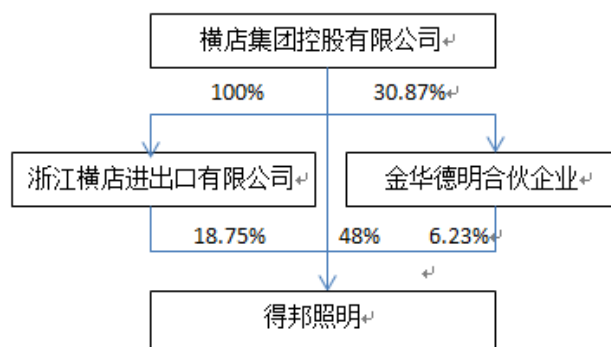 横店集团控股有限公司
100% 30.87%
浙江横店进出口有限公司 金华德明合伙企业
18.75% 48% 6.23%
得邦照明